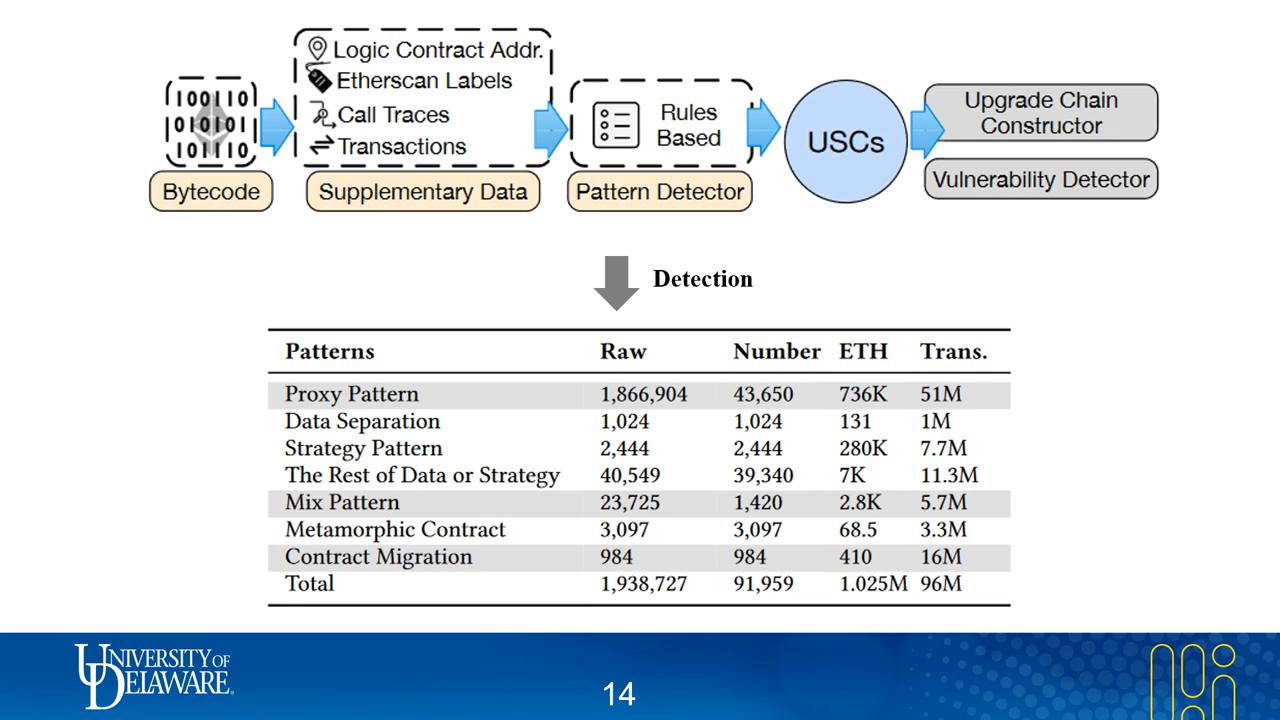 100110
010101
101110
Bytecode
Logic Contract Addr.
Etherscan Labels
Call Traces
Transactions
Supplementary Data
Rules
Based
Pattern Detector
USCs
Upgrade Chain
Constructor
Vulnerability Detector
Detection
Patterns Raw Number ETH Trans.
Proxy Pattern 1,866,904 43,650 736K 51M
Data Separation 1,024 1,024 131 1M
Strategy Pattern 2,444 2,444 280K 7.7M
The Rest of Data or Strategy 40,549 39,340 7K 11.3M
Mix Pattern 23,725 1,420 2.8K 5.7M
Metamorphic Contract 3,097 3,097 68.5 3.3M
Contract Migration 984 984 410 16M
Total 1,938,727 91,959 1.025M 96M
UNIVERSITY OF
DELAWARE
14